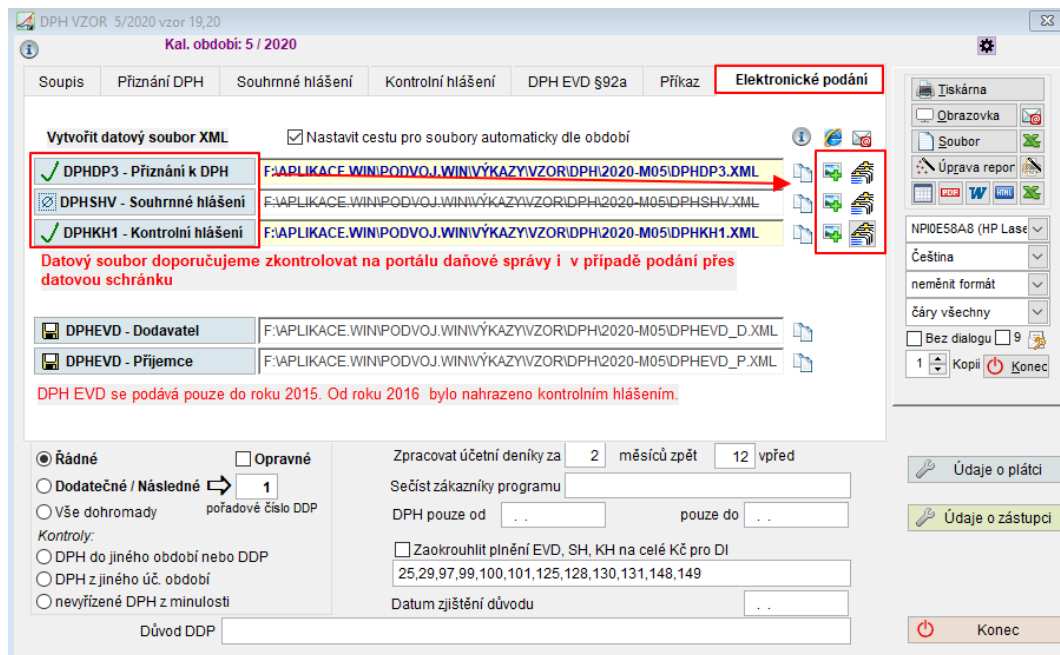 DPH VZOR 5/2020 vzor 19,20
Kal. období: 5 / 2020
Soupis Přiznání DPH Souhrnné hlášení Kontrolní hlášení DPH EVD §92a Příkaz Elektronické podání
Vytvořit datový soubor XML Nastavit cestu pro soubory automaticky dle období
DPHDP3 - Přiznání k DPH F:\APLIKACE.WIN\PODVOJ.WIN\VÝKAZY\VZOR\DPH\2020-M05\DPHDP3.XML
DPHSHV - Souhrnné hlášení F:\APLIKACE.WIN\PODVOJ.WIN\VÝKAZY\VZOR\DPH\2020-M05\DPHSHV.XML
DPHKH1 - Kontrolní hlášení F:\APLIKACE.WIN\PODVOJ.WIN\VÝKAZY\VZOR\DPH\2020-M05\DPHKH1.XML
Datový soubor doporučujeme zkontrolovat na portálu daňové správy i v případě podání přes
datovou schránku
DPHEVD - Dodavatel F:\APLIKACE.WIN\PODVOJ.WIN\VÝKAZY\VZOR\DPH\2020-M05\DPHEVD_D.XML
DPHEVD - Příjemce F:\APLIKACE.WIN\PODVOJ.WIN\VÝKAZY\VZOR\DPH\2020-M05\DPHEVD_P.XML
DPH EVD se podává pouze do roku 2015. Od roku 2016 bylo nahrazeno kontrolním hlášením.
Tiskárna
Obrazovka
Soubor
Úprava repor
PDF W HTML
NPI0E58A8 (HP Lase
Čeština
neměnit formát
čáry všechny
Bez dialogu 9
1 Kopií Konec
Řádné Opravné
Dodatečné / Následné 1
Vše dohromady pořadové číslo DDP
Kontroly:
DPH do jiného období nebo DDP
DPH z jiného úč. období
nevyřízené DPH z minulosti
Zpracovat účetní deníky za 2 měsíců zpět 12 vpřed
Sečíst zákazníky programu
DPH pouze od . . pouze do . .
Zaokrouhlit plnění EVD, SH, KH na celé Kč pro DI
25,29,97,99,100,101,125,128,130,131,148,149
Datum zjištění důvodu . .
Důvod DDP
Údaje o plátci
Údaje o zástupci
Konec